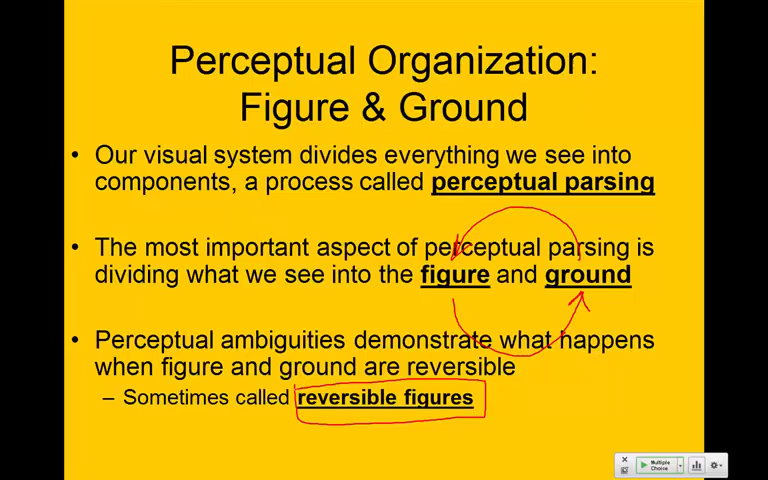 Perceptual Organization:
Figure & Ground
• Our visual system divides everything we see into
components, a process called perceptual parsing
• The most important aspect of perceptual parsing is
dividing what we see into the figure and ground
• Perceptual ambiguities demonstrate what happens
when figure and ground are reversible
– Sometimes called reversible figures
Multiple
Choice